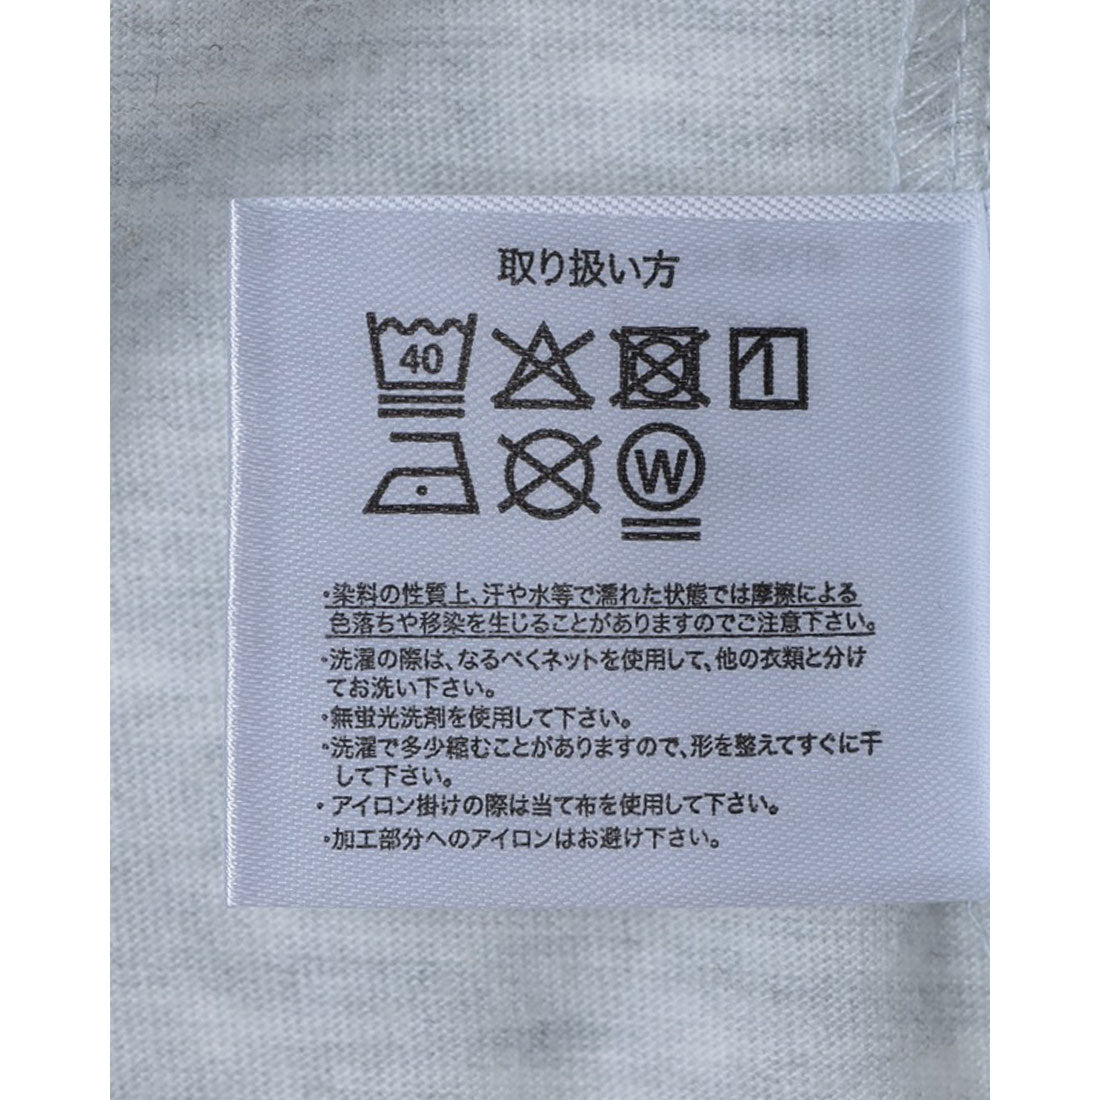 取り扱い方
40
W
・染料の性質上、汗や水等で濡れた状態では摩擦による
色落ちや移染を生じることがありますのでご注意下さい。
・洗濯の際は、なるべくネットを使用して、他の衣類と分け
てお洗い下さい。
・無蛍光洗剤を使用して下さい。
・洗濯で多少縮むことがありますので、形を整えてすぐに干
して下さい。
・アイロン掛けの際は当て布を使用して下さい。
・加工部分へのアイロンはお避け下さい。